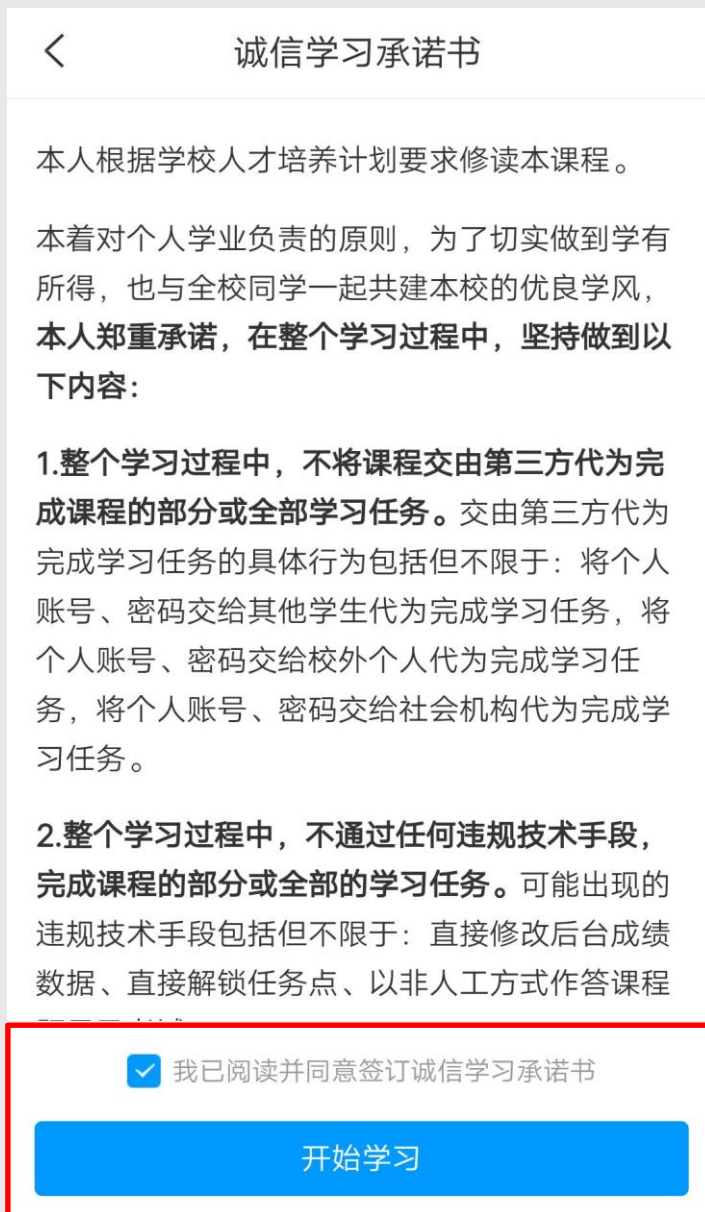 诚信学习承诺书
本人根据学校人才培养计划要求修读本课程。
本着对个人学业负责的原则，为了切实做到学有
所得，也与全校同学一起共建本校的优良学风，
本人郑重承诺，在整个学习过程中，坚持做到以
下内容：
1.整个学习过程中，不将课程交由第三方代为完
成课程的部分或全部学习任务。交由第三方代为
完成学习任务的具体行为包括但不限于：将个人
账号、密码交给其他学生代为完成学习任务，将
个人账号、密码交给校外个人代为完成学习任
务，将个人账号、密码交给社会机构代为完成学
习任务。
2.整个学习过程中，不通过任何违规技术手段，
完成课程的部分或全部的学习任务。可能出现的
违规技术手段包括但不限于：直接修改后台成绩
数据、直接解锁任务点、以非人工方式作答课程
我已阅读并同意签订诚信学习承诺书
开始学习